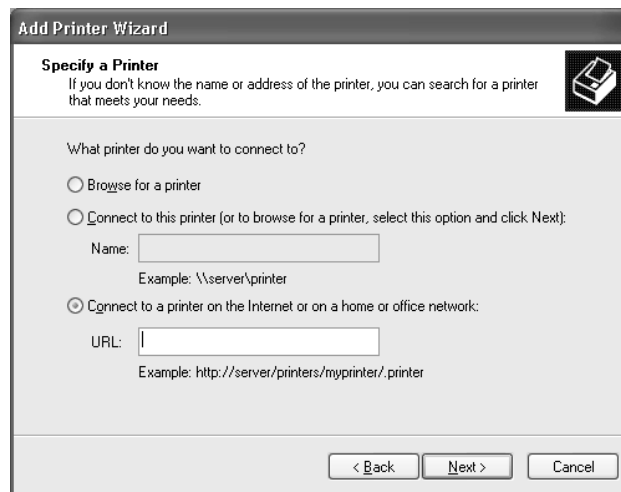 Add Printer Wizard
Specify a Printer
If you don't know the name or address of the printer, you can search for a printer
that meets your needs.
What printer do you want to connect to?
Browse for a printer
Connect to this printer (or to browse for a printer, select this option and click Next):
Name:
Example: \\server\printer
Connect to a printer on the Internet or on a home or office network:
URL:
Example: http://server/printers/myprinter/.printer
< Back Next > Cancel